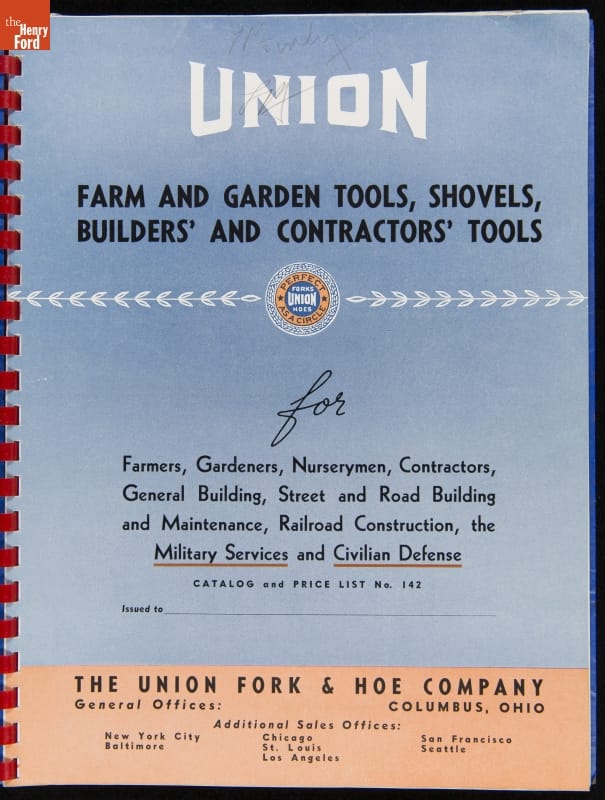 the
Henry
Ford
UNION
FARM AND GARDEN TOOLS, SHOVELS,
BUILDERS' AND CONTRACTORS' TOOLS
PERFECT
FORKS
UNION
HOES
AS A CIRCLE
for
Farmers, Gardeners, Nurserymen, Contractors,
General Building, Street and Road Building
and Maintenance, Railroad Construction, the
Military Services and Civilian Defense
CATALOG and PRICE LIST No. 142
Issued to
THE UNION FORK & HOE COMPANY
General Offices: COLUMBUS, OHIO
Additional Sales Offices:
New York City Chicago San Francisco
Baltimore St. Louis Seattle
Los Angeles